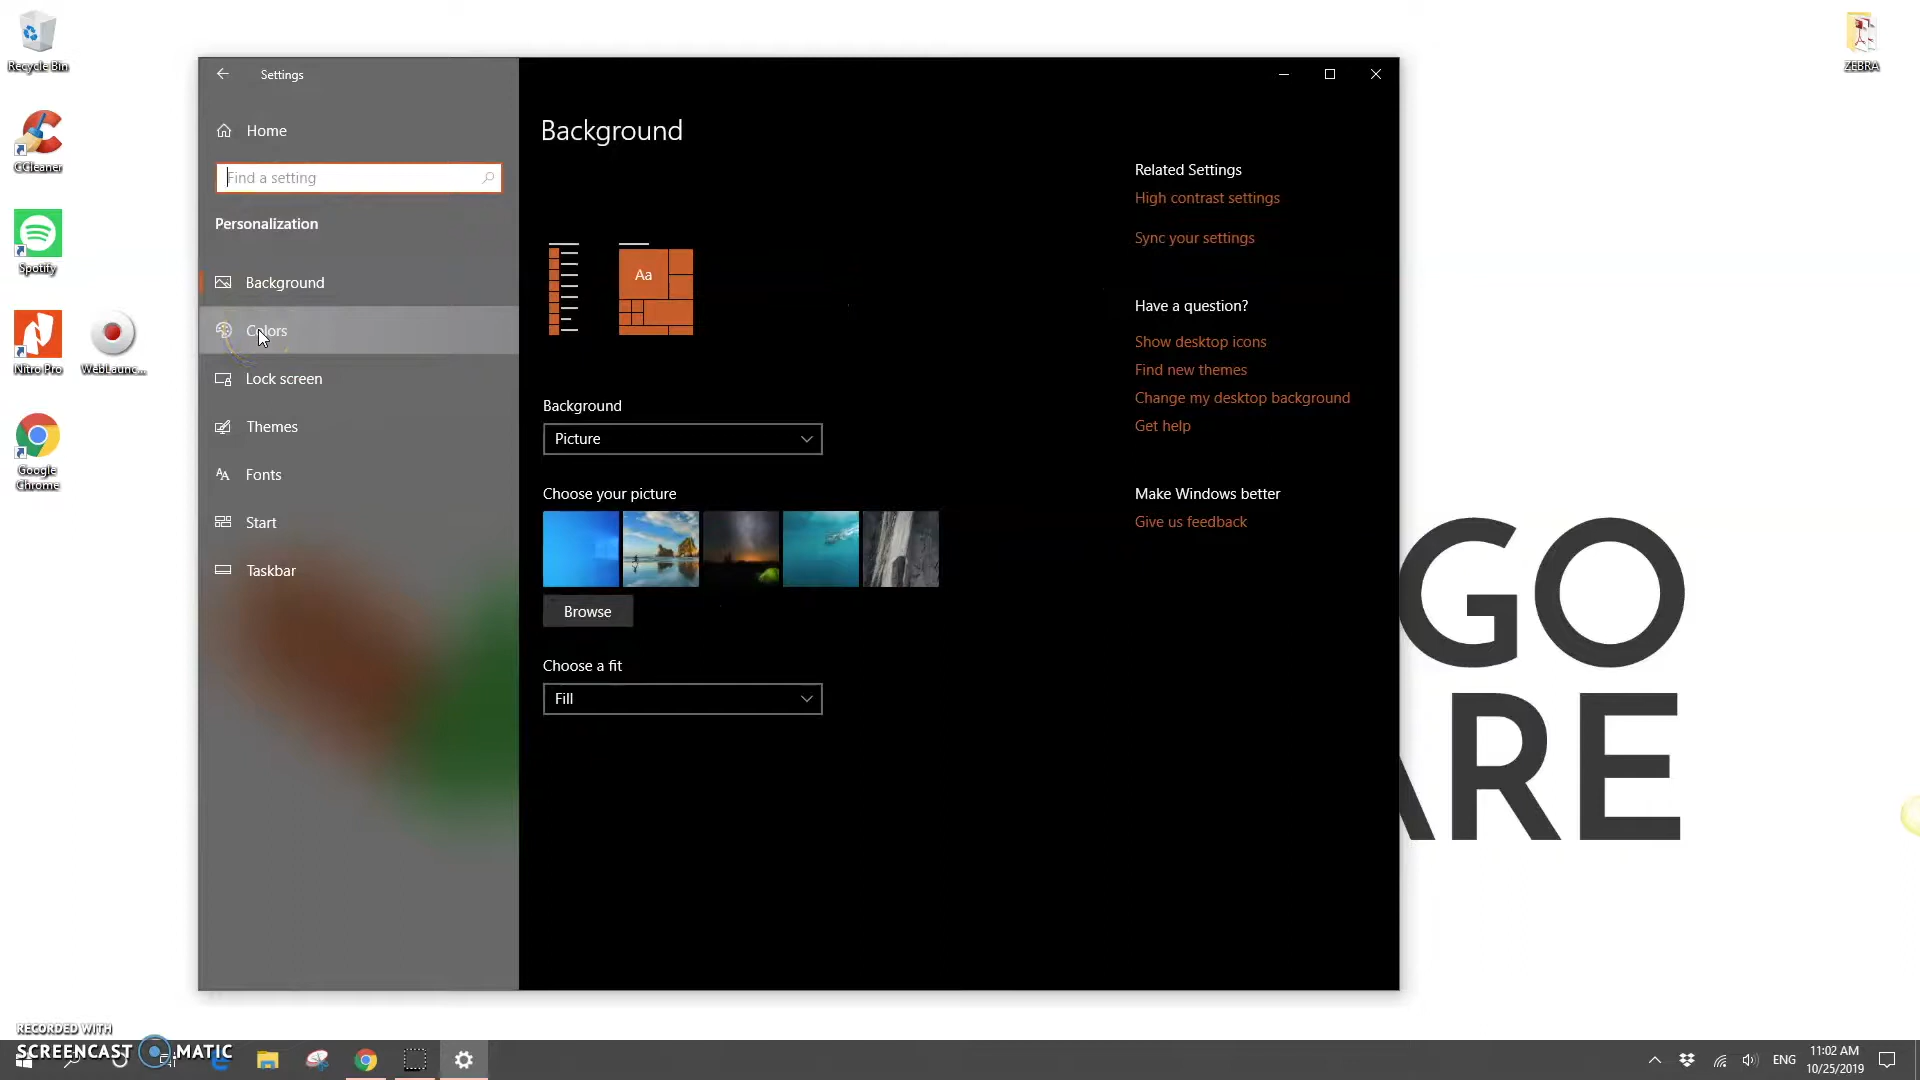 Recycle Bin
CCleaner
Spotify
Nitro Pro
WebLaunc...
Google
Chrome
ZEBRA
Settings
Home
Find a setting
Personalization
Background
Colors
Lock screen
Themes
Fonts
Start
Taskbar
Background
Aa
Background
Picture
Choose your picture
Browse
Choose a fit
Fill
Related Settings
High contrast settings
Sync your settings
Have a question?
Show desktop icons
Find new themes
Change my desktop background
Get help
Make Windows better
Give us feedback
GO
ARE
RECORDED WITH
SCREENCAST MATIC
ENG
11:02 AM
10/25/2019